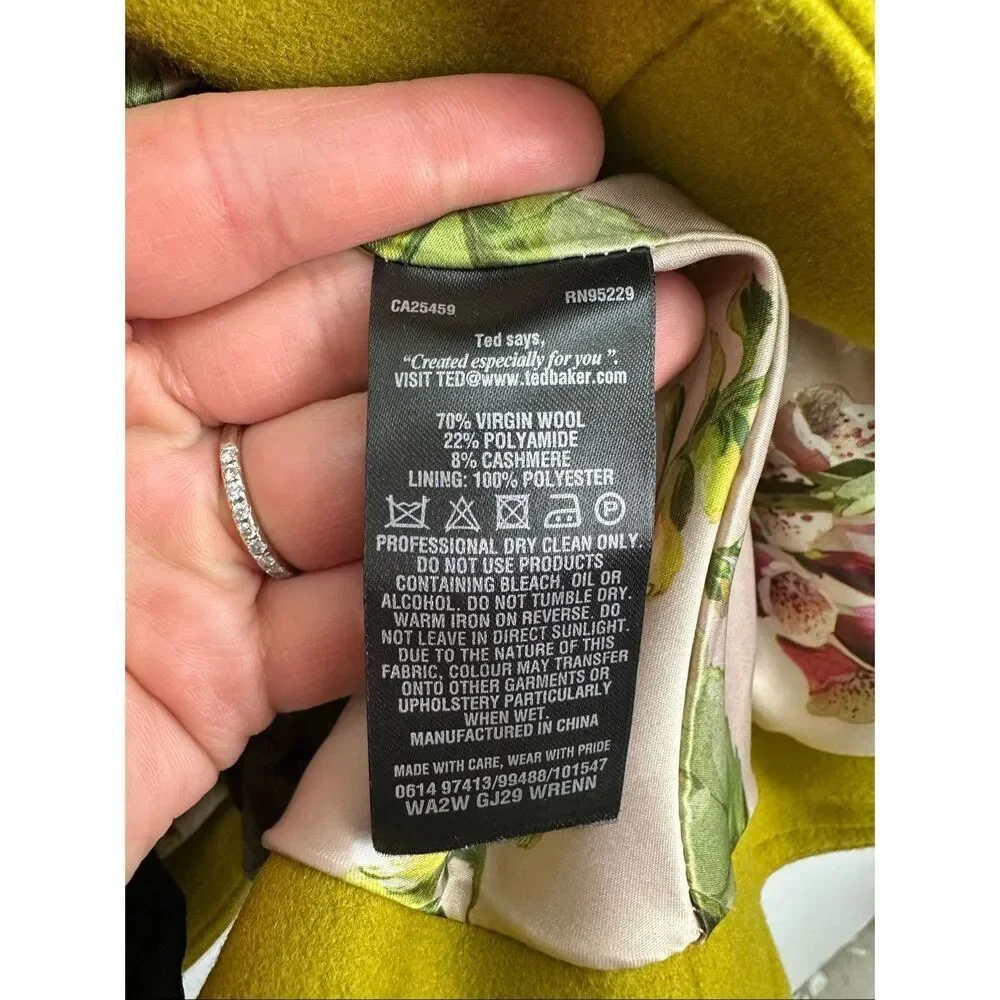 CA25459 RN95229
Ted says,
"Created especially for you".
VISIT TED@www.tedbaker.com
70% VIRGIN WOOL
22% POLYAMIDE
8% CASHMERE
LINING: 100% POLYESTER
P
PROFESSIONAL DRY CLEAN ONLY
DO NOT USE PRODUCTS
CONTAINING BLEACH, OIL OR
ALCOHOL. DO NOT TUMBLE DRY.
WARM IRON ON REVERSE. DO
NOT LEAVE IN DIRECT SUNLIGHT.
DUE TO THE NATURE OF THIS
FABRIC, COLOUR MAY TRANSFER
ONTO OTHER GARMENTS OR
UPHOLSTERY PARTICULARLY
WHEN WET.
MANUFACTURED IN CHINA
MADE WITH CARE, WEAR WITH PRIDE
0614 97413/99488/101547
WA2W GJ29 WRENN